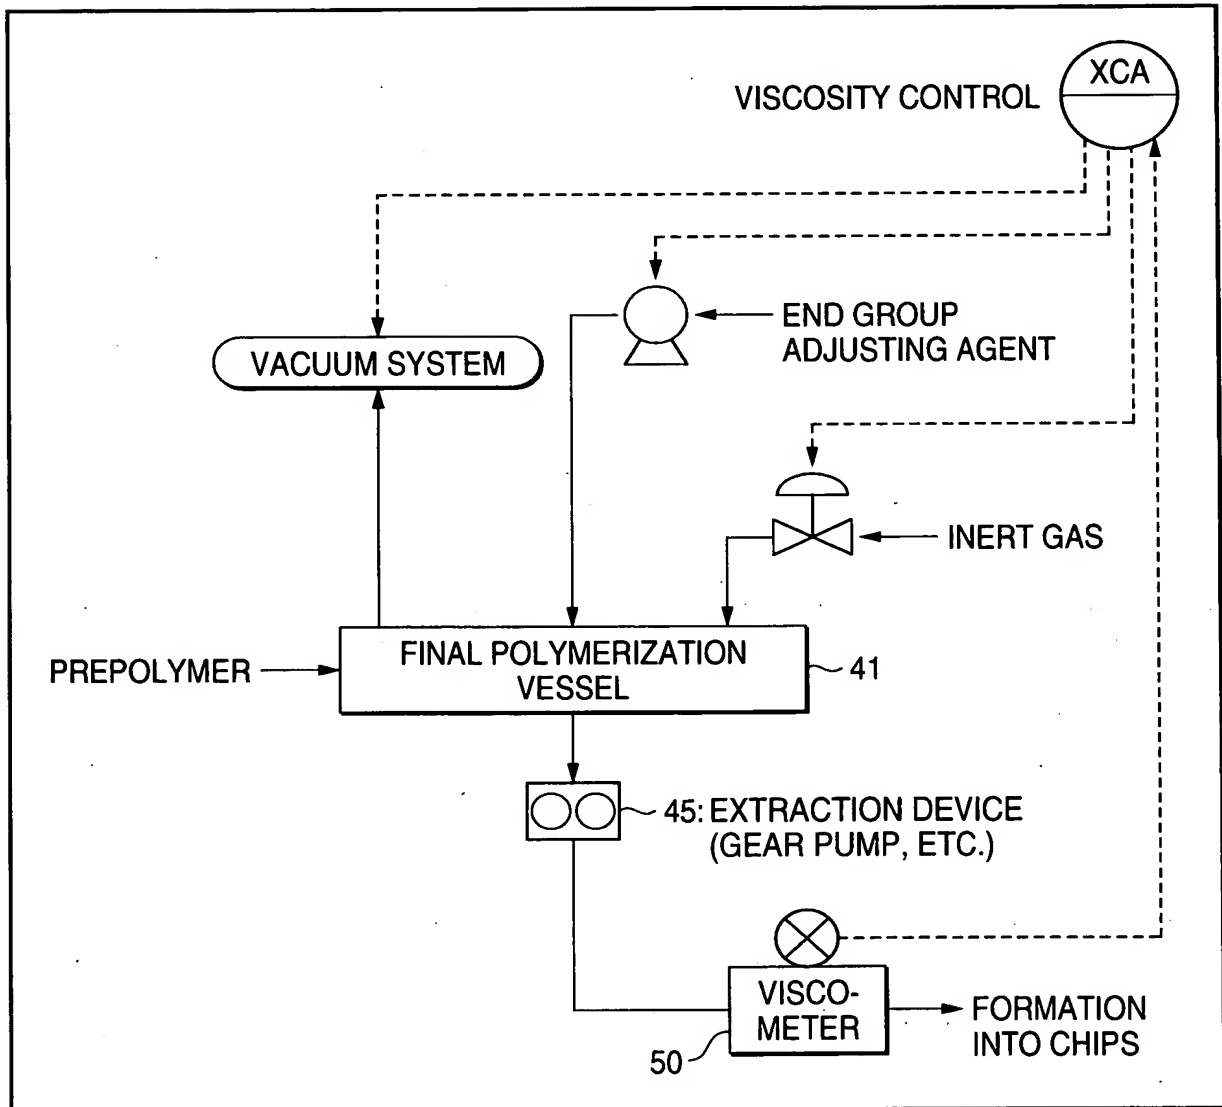 XCA
VISCOSITY CONTROL
END GROUP
ADJUSTING AGENT
VACUUM SYSTEM
INERT GAS
PREPOLYMER
FINAL POLYMERIZATION
VESSEL
41
45: EXTRACTION DEVICE
(GEAR PUMP, ETC.)
VISCO-
METER
50
FORMATION
INTO CHIPS